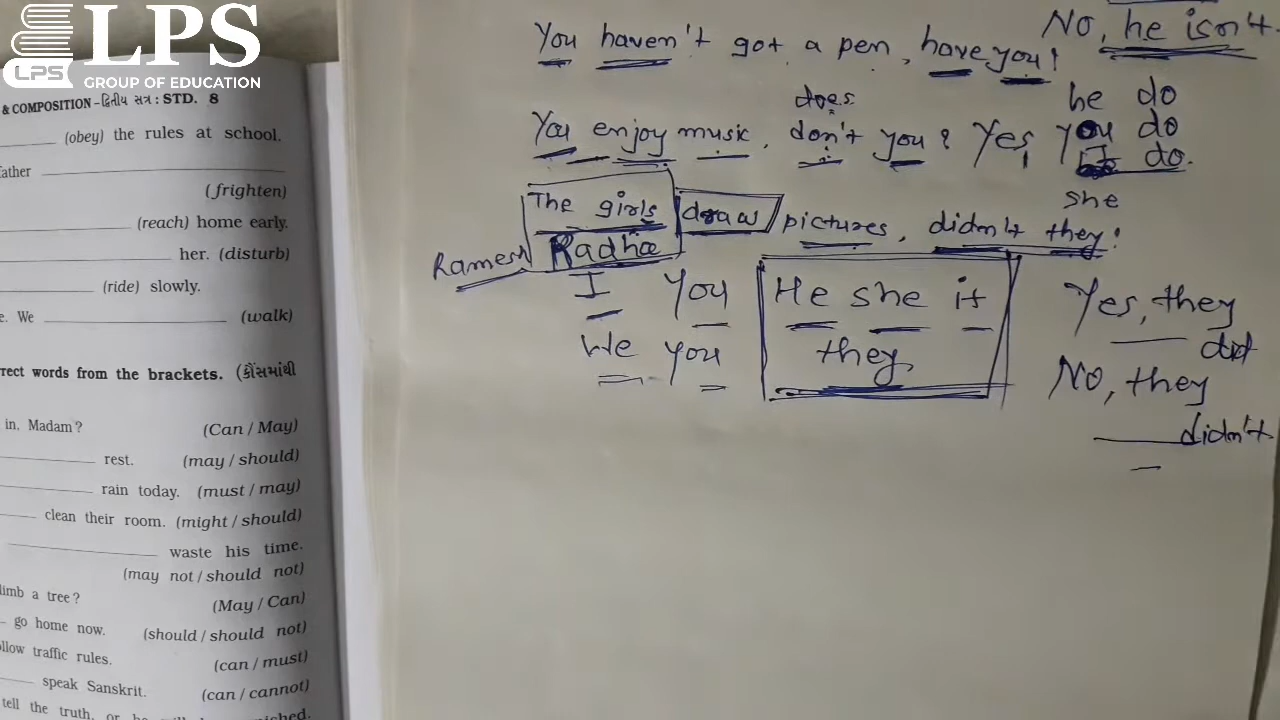 LPS
LPS
GROUP OF EDUCATION
& COMPOSITION – દ્વિતીય સત્ર : STD. 8
(obey) the rules at school.
father
(frighten)
(reach) home early.
her. (disturb)
(ride) slowly.
e. We (walk)
rect words from the brackets. (કૌંસમાંથી
in. Madam? (Can / May)
rest. (may / should)
rain today. (must / may)
clean their room. (might / should)
waste his time.
(may not / should not)
limb a tree? (May / Can)
go home now. (should / should not)
ollow traffic rules. (can / must)
speak Sanskrit. (can / cannot)
tell the truth, or he will
No, he isn't.
You haven't got a pen, have you!
does he do
You enjoy music, don't you? Yes, you do
I do.
she
The girls draw pictures, didn't they!
Ramesh Radha
I You He she it
We you they,
Yes, they
did
No, they
didn't